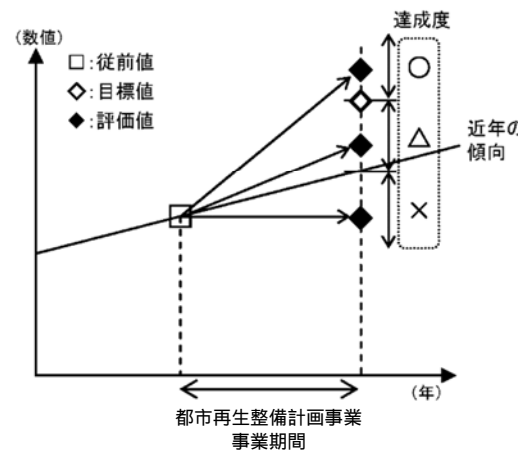 (数値)
□:従前値
◇:目標値
◆:評価値
達成度
○
△
×
近年の
傾向
(年)
都市再生整備計画事業
事業期間